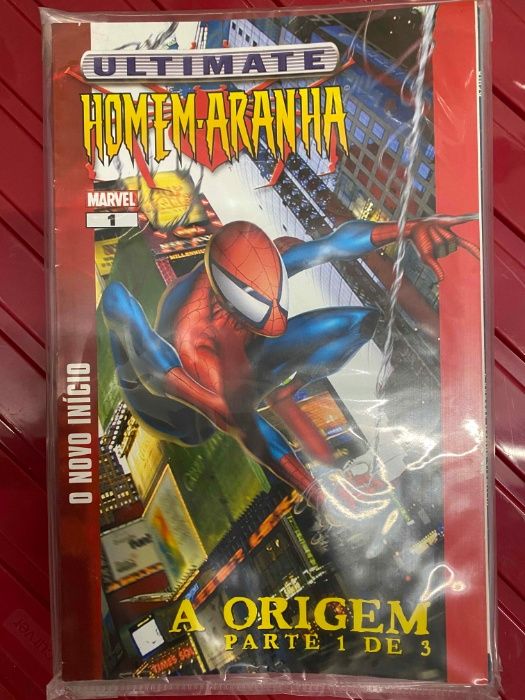 ULTIMATE
HOMEM-ARANHA
MARVEL
1
O NOVO INÍCIO
A ORIGEM
PARTE 1 DE 3